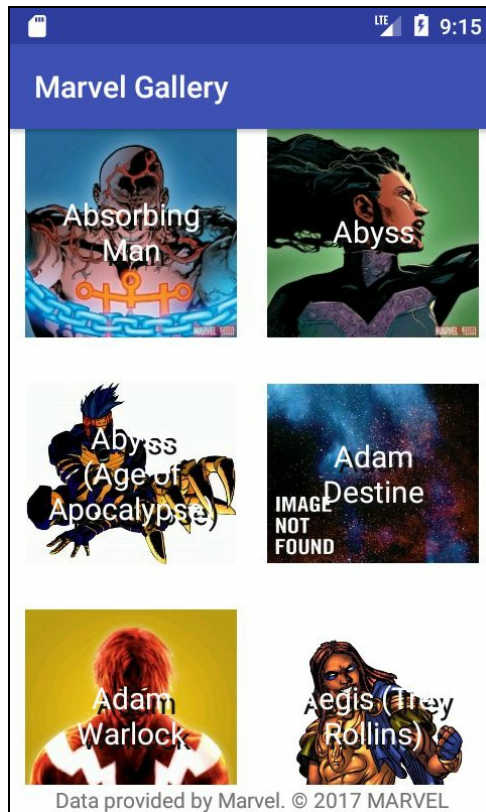 LTE 9:15
Marvel Gallery
Absorbing
Man
Abyss
Abyss
(Age of
Apocalypse)
Adam
Destine
IMAGE
NOT
FOUND
Adam
Warlock
Aegis (Trey
Rollins)
Data provided by Marvel. © 2017 MARVEL